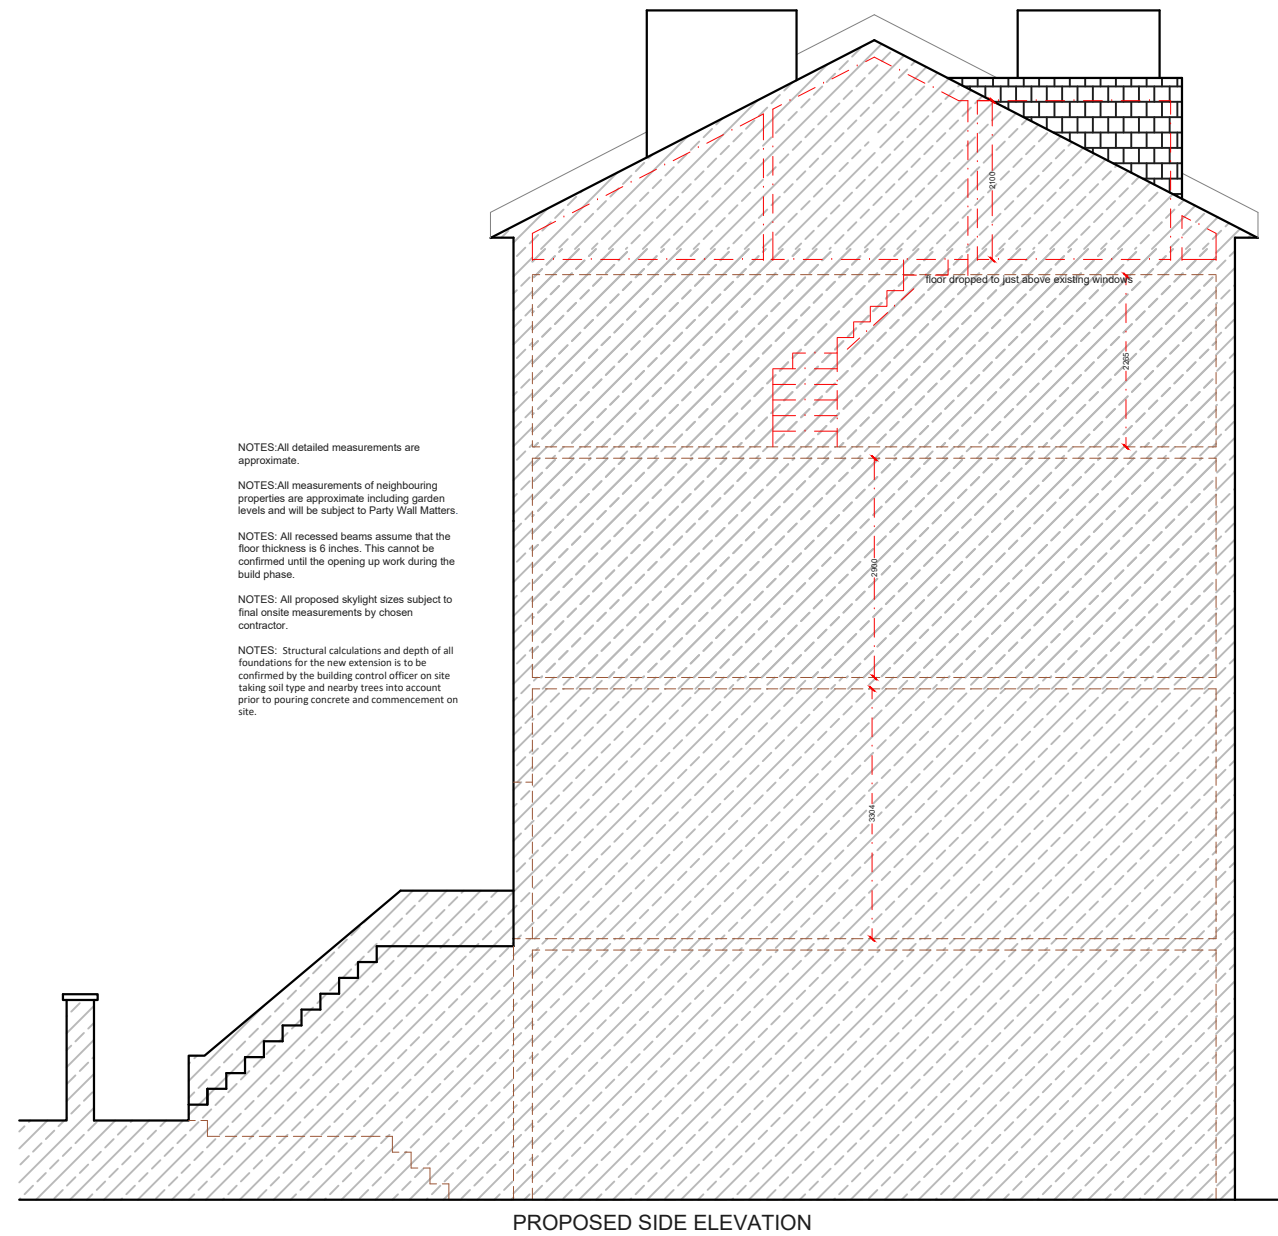 2100
floor dropped to just above existing windows
2265
NOTES:All detailed measurements are
approximate.
NOTES:All measurements of neighbouring
properties are approximate including garden
levels and will be subject to Party Wall Matters.
NOTES: All recessed beams assume that the
floor thickness is 6 inches. This cannot be
confirmed until the opening up work during the
build phase.
NOTES: All proposed skylight sizes subject to
final onsite measurements by chosen
contractor.
NOTES: Structural calculations and depth of all
foundations for the new extension is to be
confirmed by the building control officer on site
taking soil type and nearby trees into account
prior to pouring concrete and commencement on
site.
2900
3304
PROPOSED SIDE ELEVATION